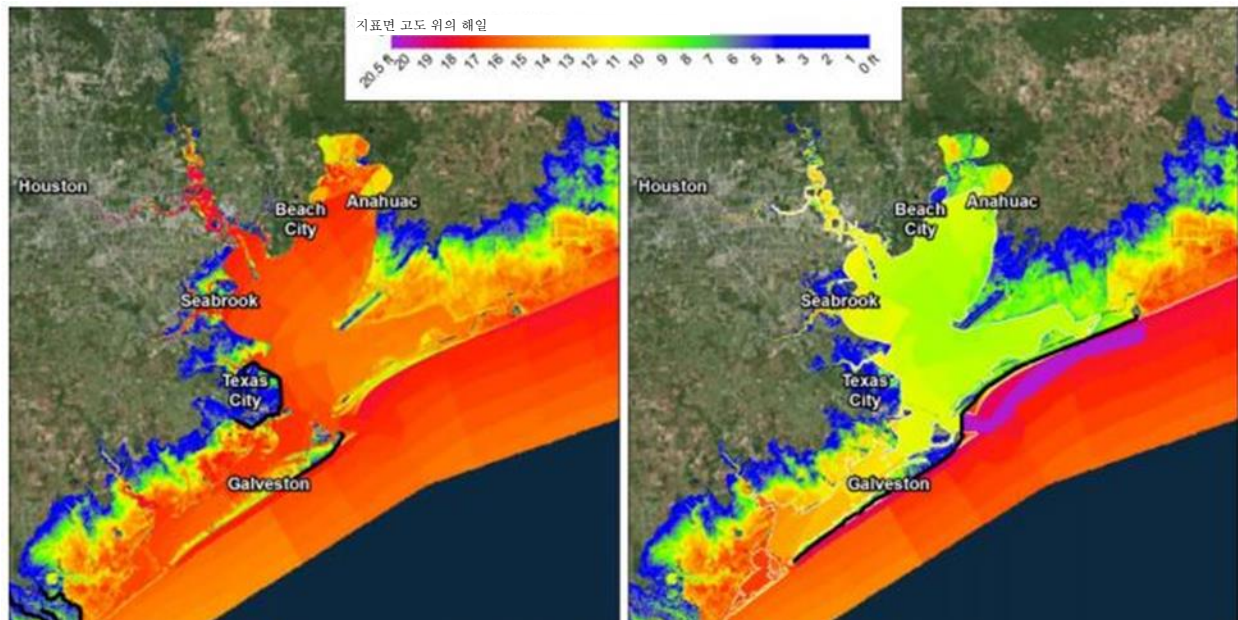 지표면 고도 위의 해일
20.5 ft 20 19 18 17 16 15 14 13 12 11 10 9 8 7 6 5 4 3 2 1 0 ft
Houston
Beach
City
Anahuac
Seabrook
Texas
City
Galveston
Houston
Beach
City
Anahuac
Seabrook
Texas
City
Galveston